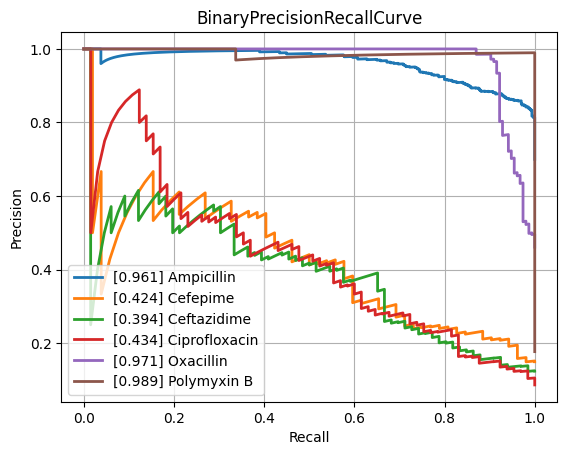 BinaryPrecisionRecallCurve
Precision
1.0
0.8
0.6
0.4
0.2
[0.961] Ampicillin
[0.424] Cefepime
[0.394] Ceftazidime
[0.434] Ciprofloxacin
[0.971] Oxacillin
[0.989] Polymyxin B
0.0 0.2 0.4 0.6 0.8 1.0
Recall